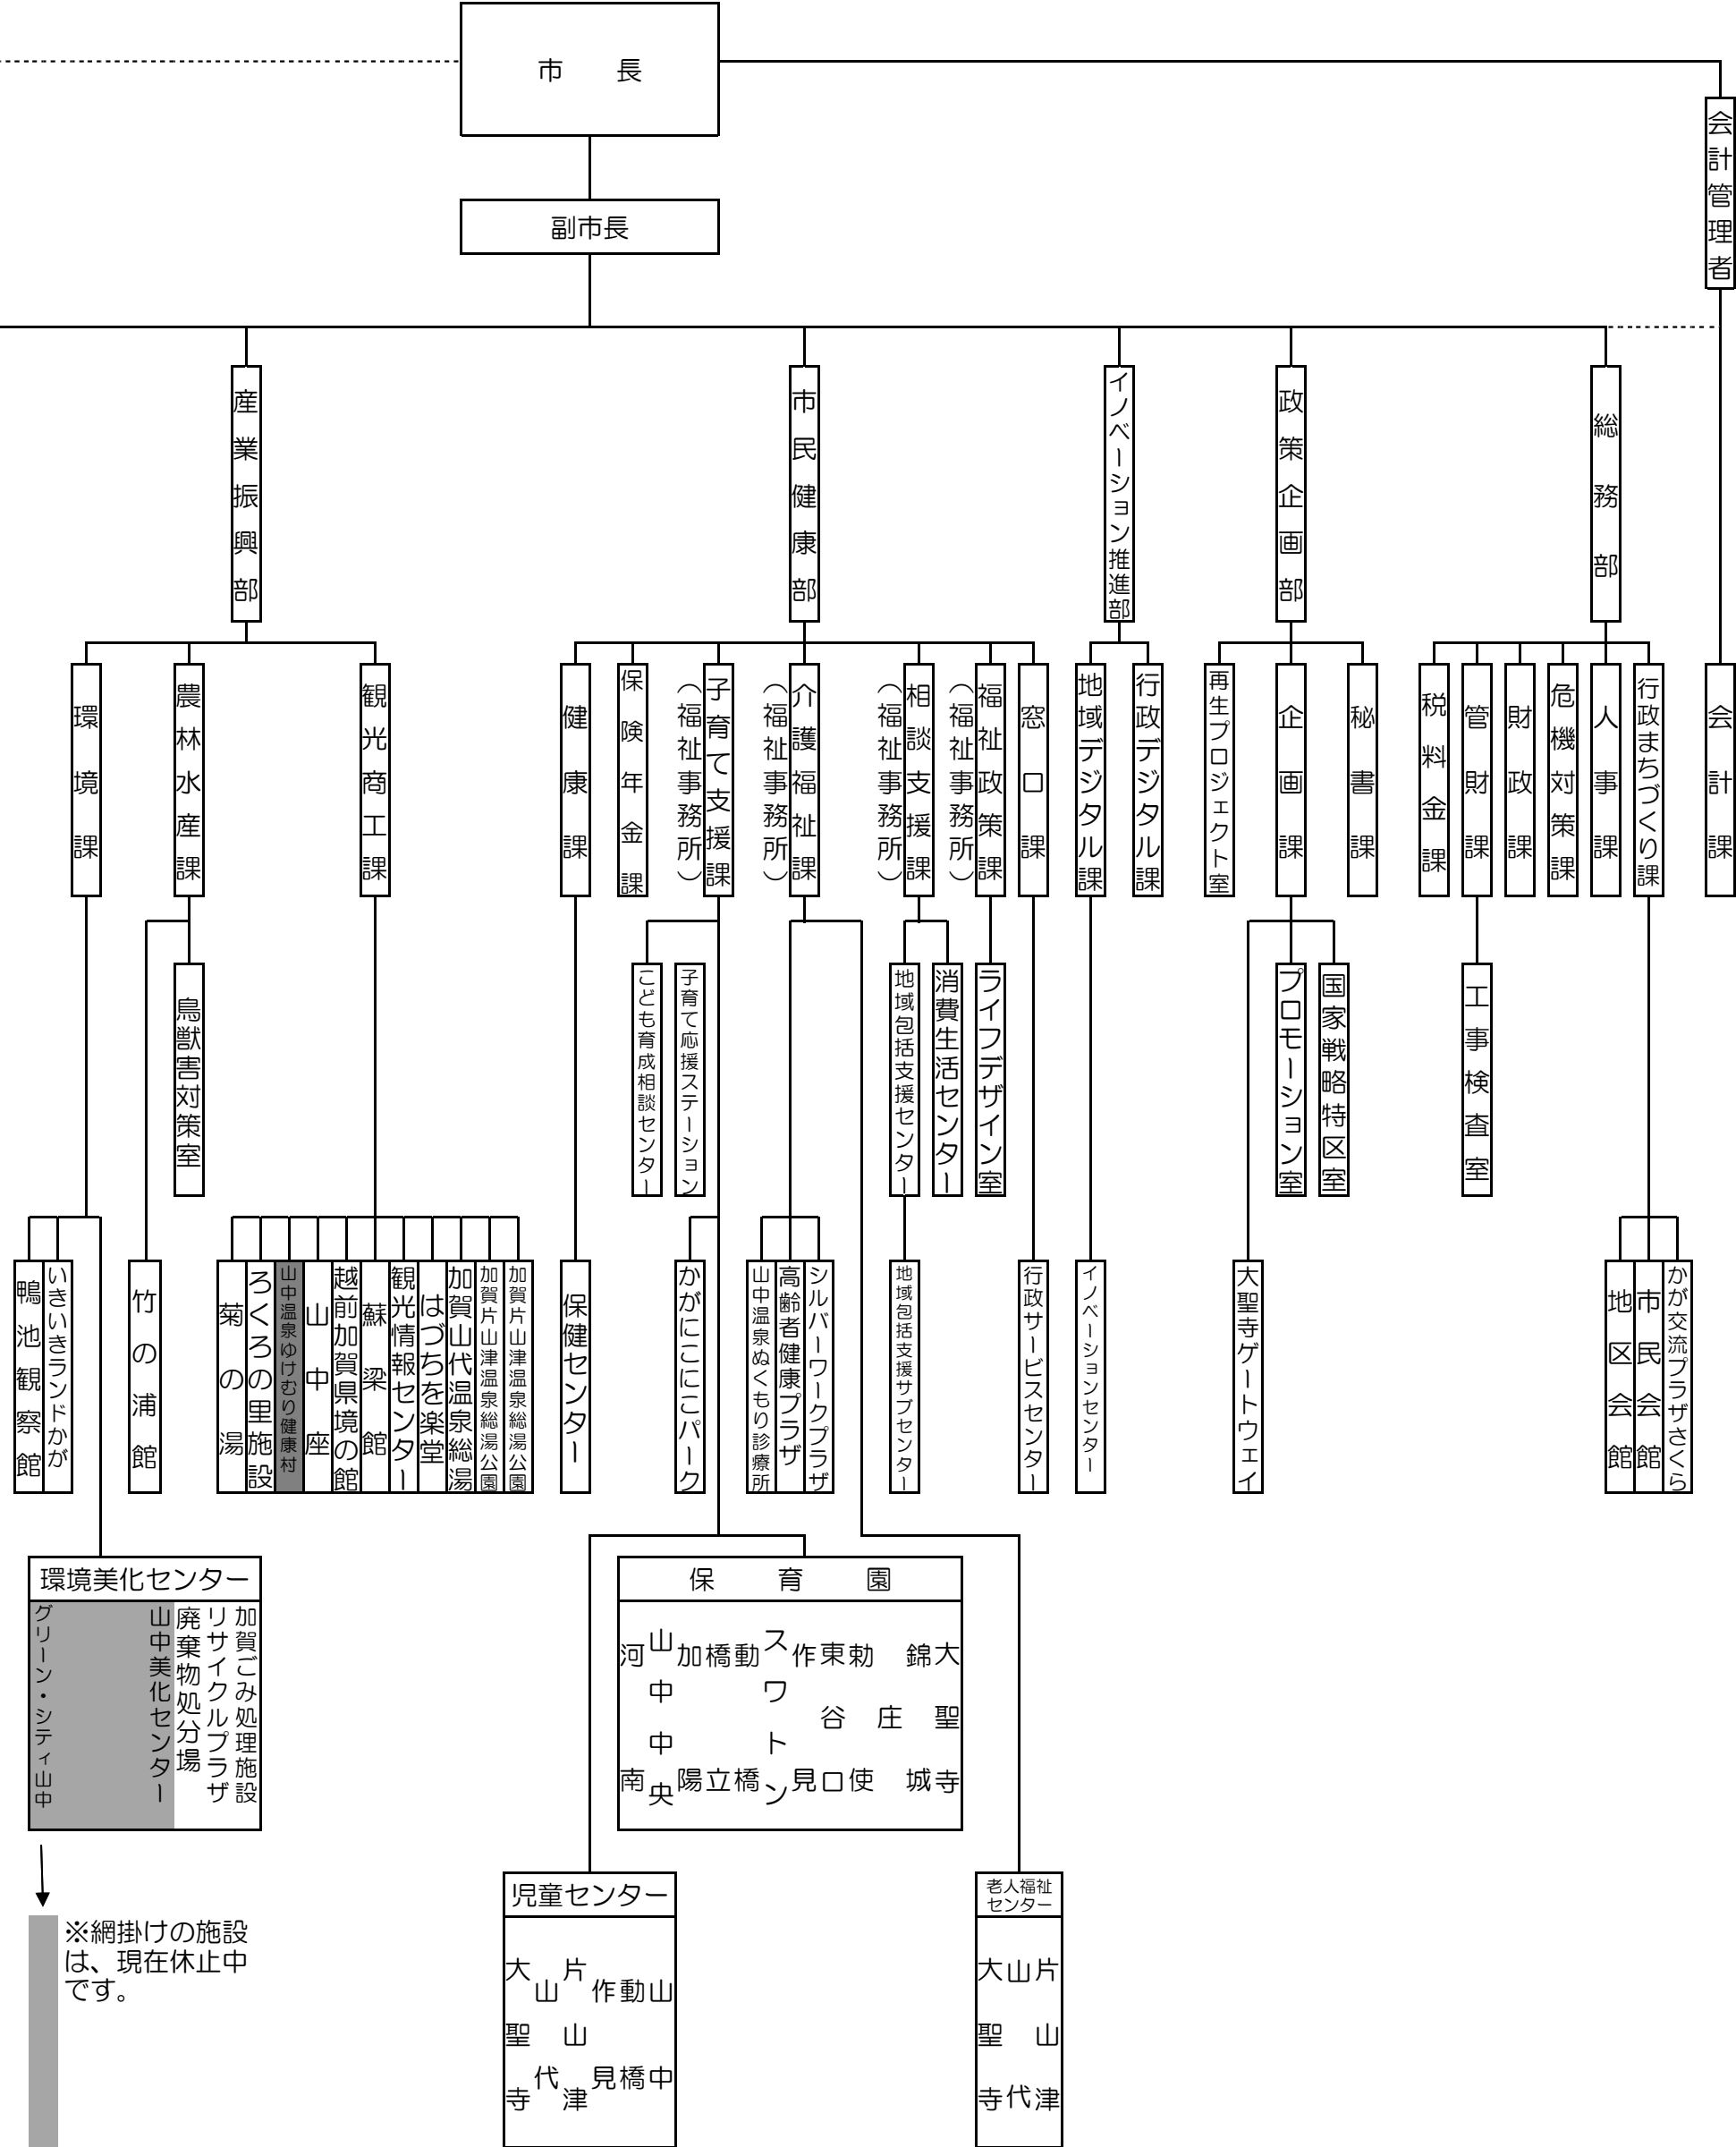 市　長
副市長
会計管理者
総務部
政策企画部
イノベーション推進部
市民健康部
産業振興部
会計課
行政まちづくり課
人事課
危機対策課
財政課
管財課
税料金課
秘書課
企画課
再生プロジェクト室
行政デジタル課
地域デジタル課
窓口課
福祉政策課
（福祉事務所）
相談支援課
（福祉事務所）
介護福祉課
（福祉事務所）
子育て支援課
（福祉事務所）
保険年金課
健康課
観光商工課
農林水産課
環境課
工事検査室
国家戦略特区室
プロモーション室
ライフデザイン室
消費生活センター
地域包括支援センター
子育て応援ステーション
こども育成相談センター
鳥獣害対策室
かが交流プラザさくら
市民会館
地区会館
大聖寺ゲートウェイ
イノベーションセンター
行政サービスセンター
地域包括支援サブセンター
シルバーワークプラザ
高齢者健康プラザ
山中温泉ぬくもり診療所
かがにこにこパーク
保健センター
加賀片山津温泉総湯公園
加賀片山津温泉総湯公園
加賀山代温泉総湯
はづちを楽堂
観光情報センター
蘇梁館
越前加賀県境の館
山中座
山中温泉ゆけむり健康村
ろくろの里施設
菊の湯
竹の浦館
いきいきランドかが
鴨池観察館
環境美化センター
加賀ごみ処理施設
リサイクルプラザ
廃棄物処分場
山中美化センター
グリーン・シティ山中
保育園
大聖寺
錦城
庄
勅使
東谷口
作見
スワトン
動橋
橋立
加陽
山中中央
河南
児童センター
山中
動橋
作見
片山津
山代
大聖寺
老人福祉
センター
片山津
山代
大聖寺
※網掛けの施設
は、現在休止中
です。